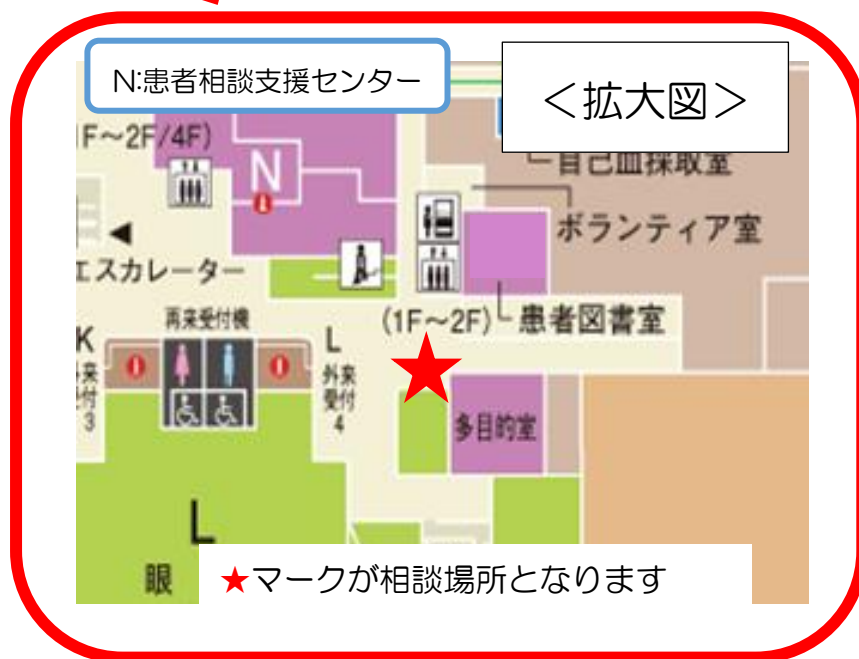 N:患者相談支援センター
＜拡大図＞
1F～2F/4F)
N
自己血採取室
ボランティア室
エスカレーター
再来受付機
(1F～2F)
患者図書室
K
外来
受付
3
L
外来
受付
4
多目的室
L
眼
★マークが相談場所となります